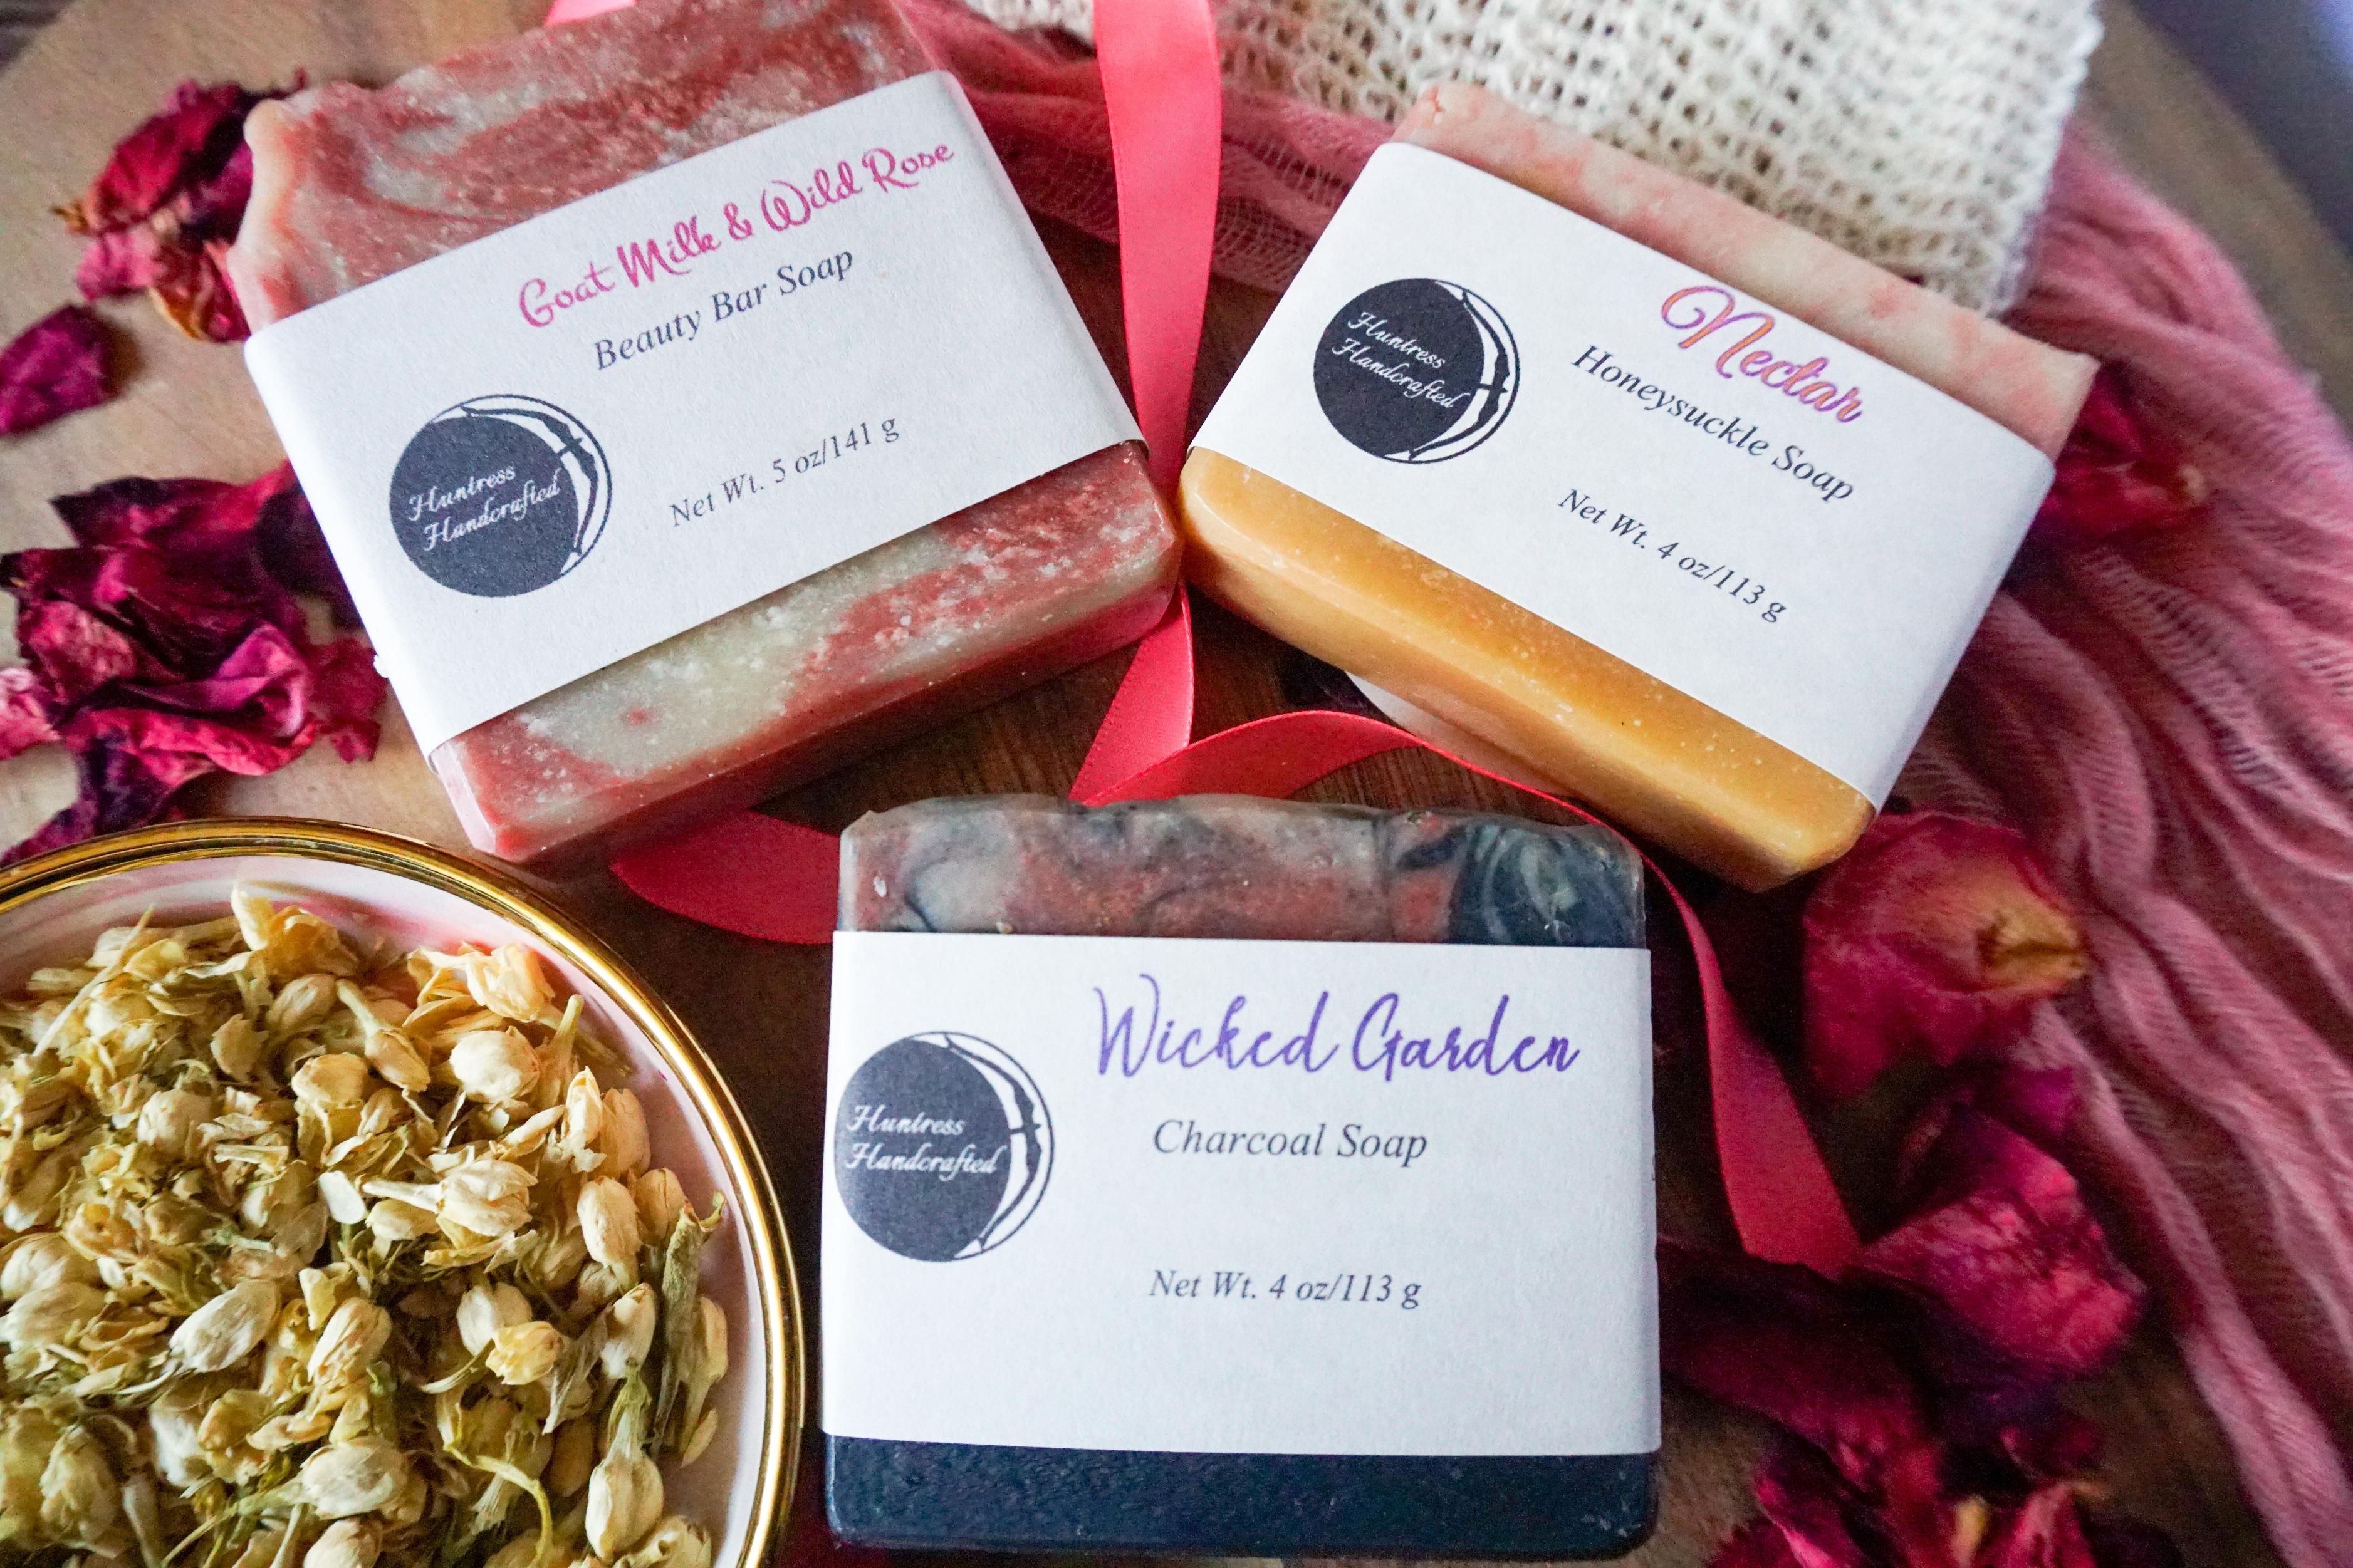 Goat Milk & Wild Rose
Beauty Bar Soap
Huntress
Handcrafted
Net Wt. 5 oz/141 g
Nectar
Honeysuckle Soap
Huntress
Handcrafted
Net Wt. 4 oz/113 g
Wicked Garden
Charcoal Soap
Huntress
Handcrafted
Net Wt. 4 oz/113 g